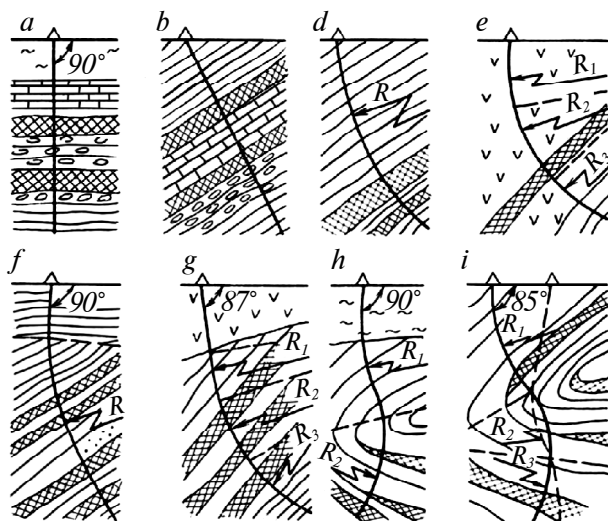 a b d e
90° R R₁
R₂
R₃
f g h i
90° 87° 90° 85°
R₁ R₁ R₁
R R₂
R₃ R₂ R₂
R₃